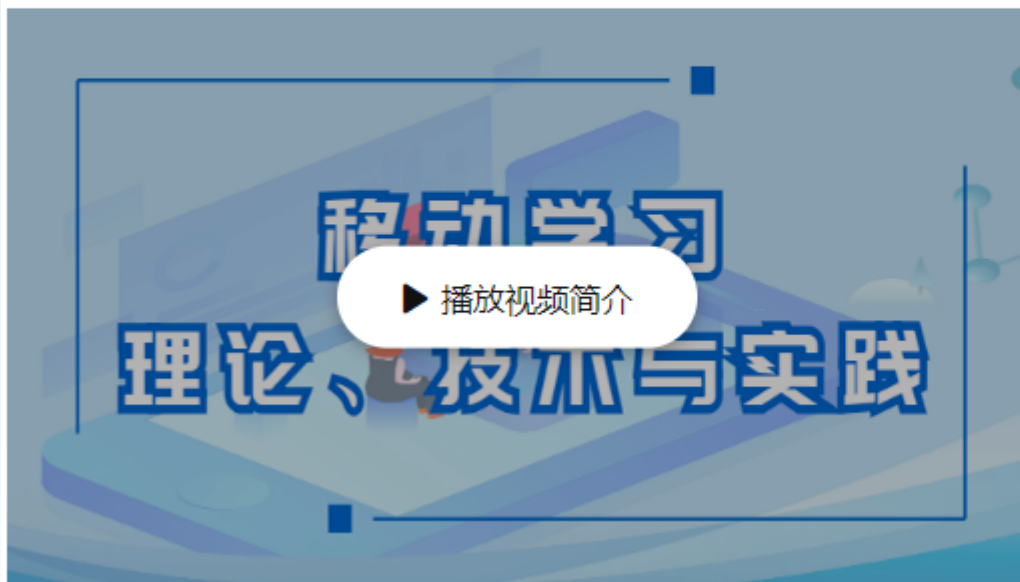 移动学习
播放视频简介
理论、技术与实践